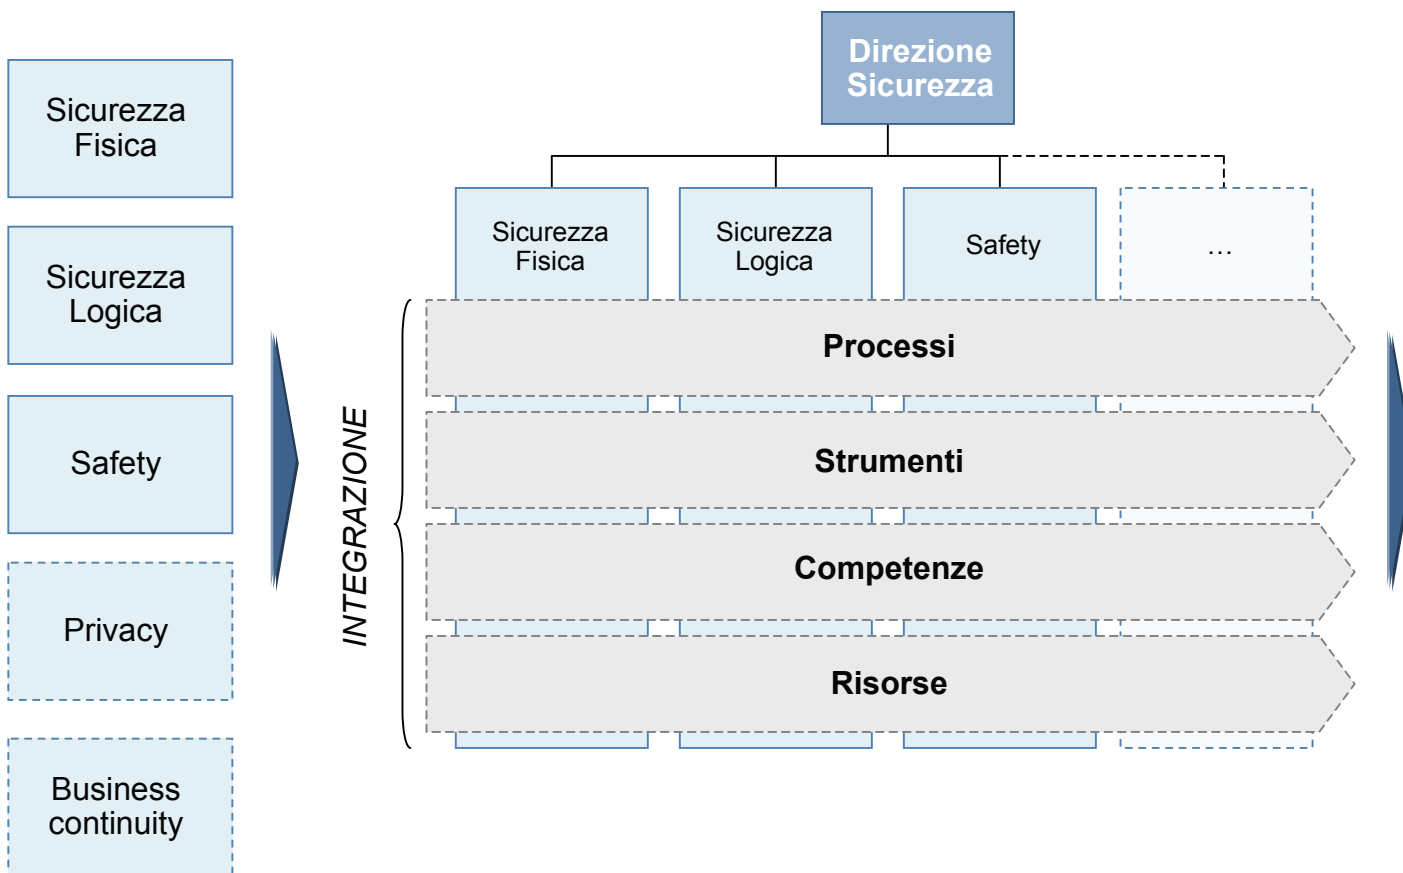 Sicurezza
Fisica
Sicurezza
Logica
Safety
Privacy
Business
continuity
Direzione
Sicurezza
Sicurezza
Fisica
Sicurezza
Logica
Safety
...
INTEGRAZIONE
Processi
Strumenti
Competenze
Risorse